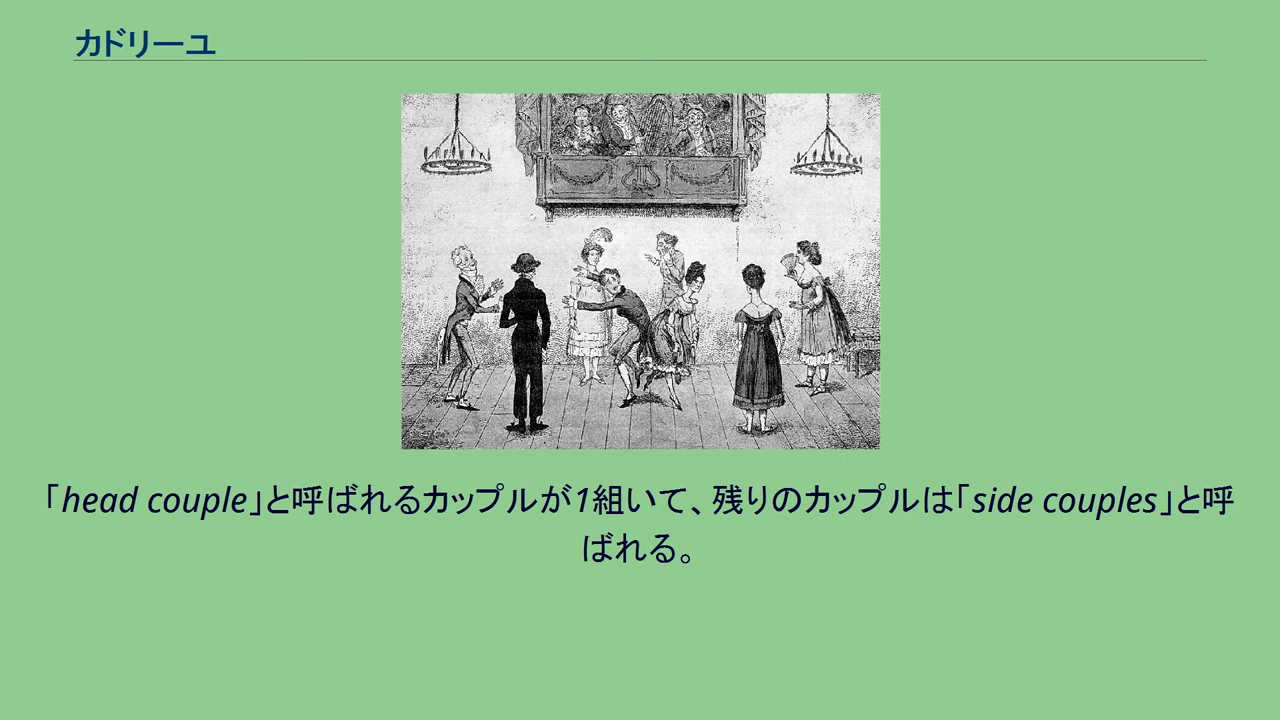 カドリーユ
「head couple」と呼ばれるカップルが1組いて、残りのカップルは「side couples」と呼
ばれる。